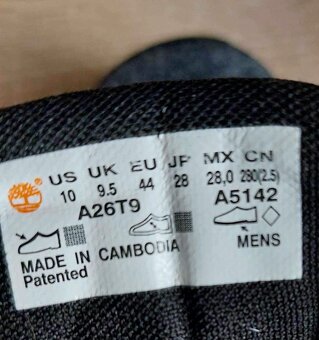 US UK EU JP MX CN
10 9.5 44 28 28,0 280(2.5)
A26T9 A5142
MADE IN CAMBODIA MENS
Patented